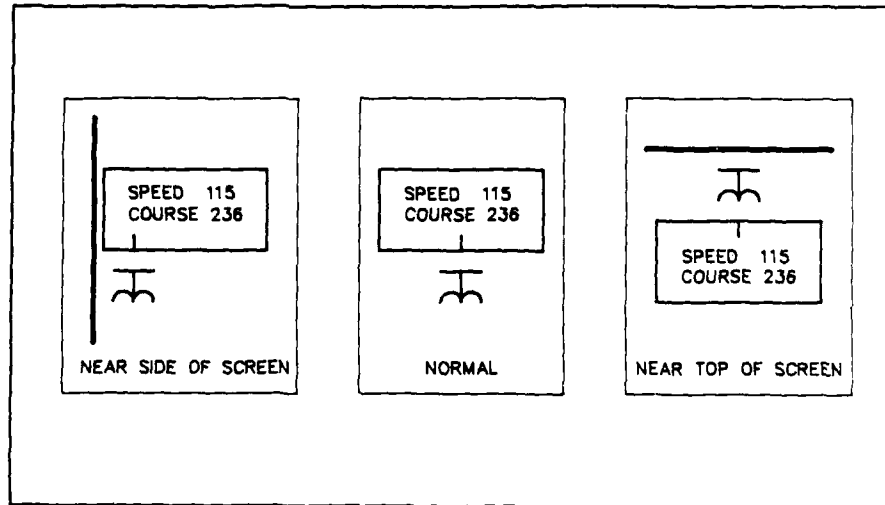 SPEED 115
COURSE 236
NEAR SIDE OF SCREEN
SPEED 115
COURSE 236
NORMAL
SPEED 115
COURSE 236
NEAR TOP OF SCREEN